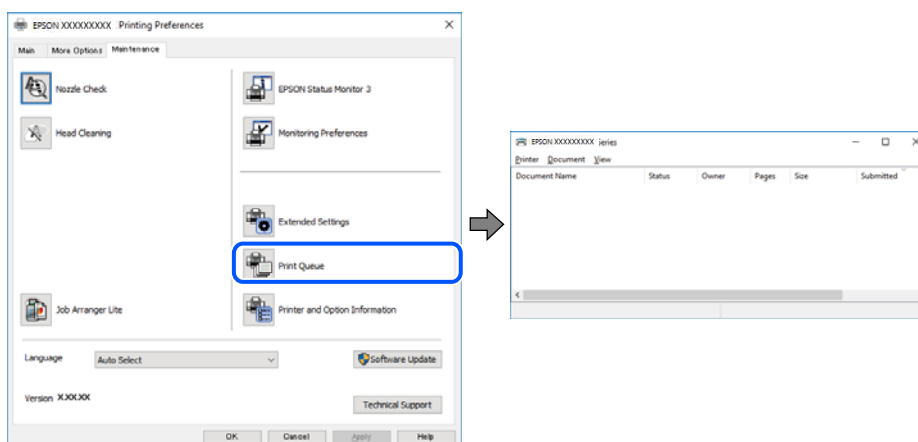 EPSON XXXXXXXXX Printing Preferences
Main More Options Maintenance
Nozzle Check
EPSON Status Monitor 3
Head Cleaning
Monitoring Preferences
Extended Settings
Print Queue
Job Arranger Lite
Printer and Option Information
Language Auto Select Software Update
Version X.XX.XX
Technical Support
OK Cancel Apply Help
EPSON XXXXXXXXX jeries
Printer Document View
Document Name Status Owner Pages Size Submitted